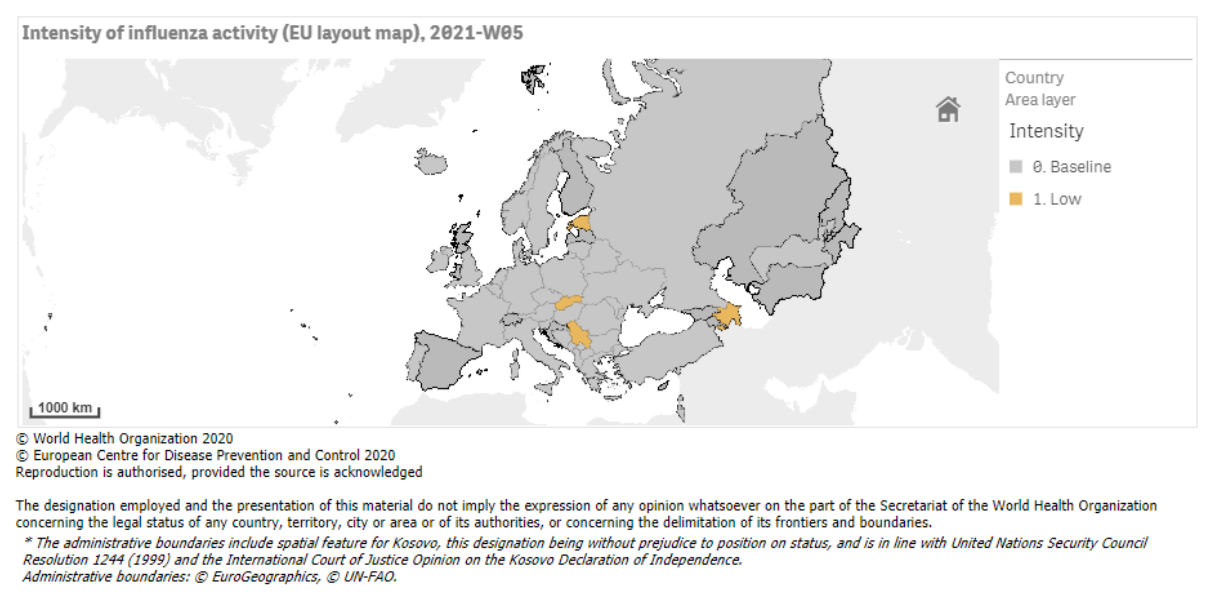 Intensity of influenza activity (EU layout map), 2021-W05
Country
Area layer
Intensity
0. Baseline
1. Low
1000 km
© World Health Organization 2020
© European Centre for Disease Prevention and Control 2020
Reproduction is authorised, provided the source is acknowledged
The designation employed and the presentation of this material do not imply the expression of any opinion whatsoever on the part of the Secretariat of the World Health Organization
concerning the legal status of any country, territory, city or area or of its authorities, or concerning the delimitation of its frontiers and boundaries.
* The administrative boundaries include spatial feature for Kosovo, this designation being without prejudice to position on status, and is in line with United Nations Security Council
Resolution 1244 (1999) and the International Court of Justice Opinion on the Kosovo Declaration of Independence.
Administrative boundaries: © EuroGeographics, © UN-FAO.